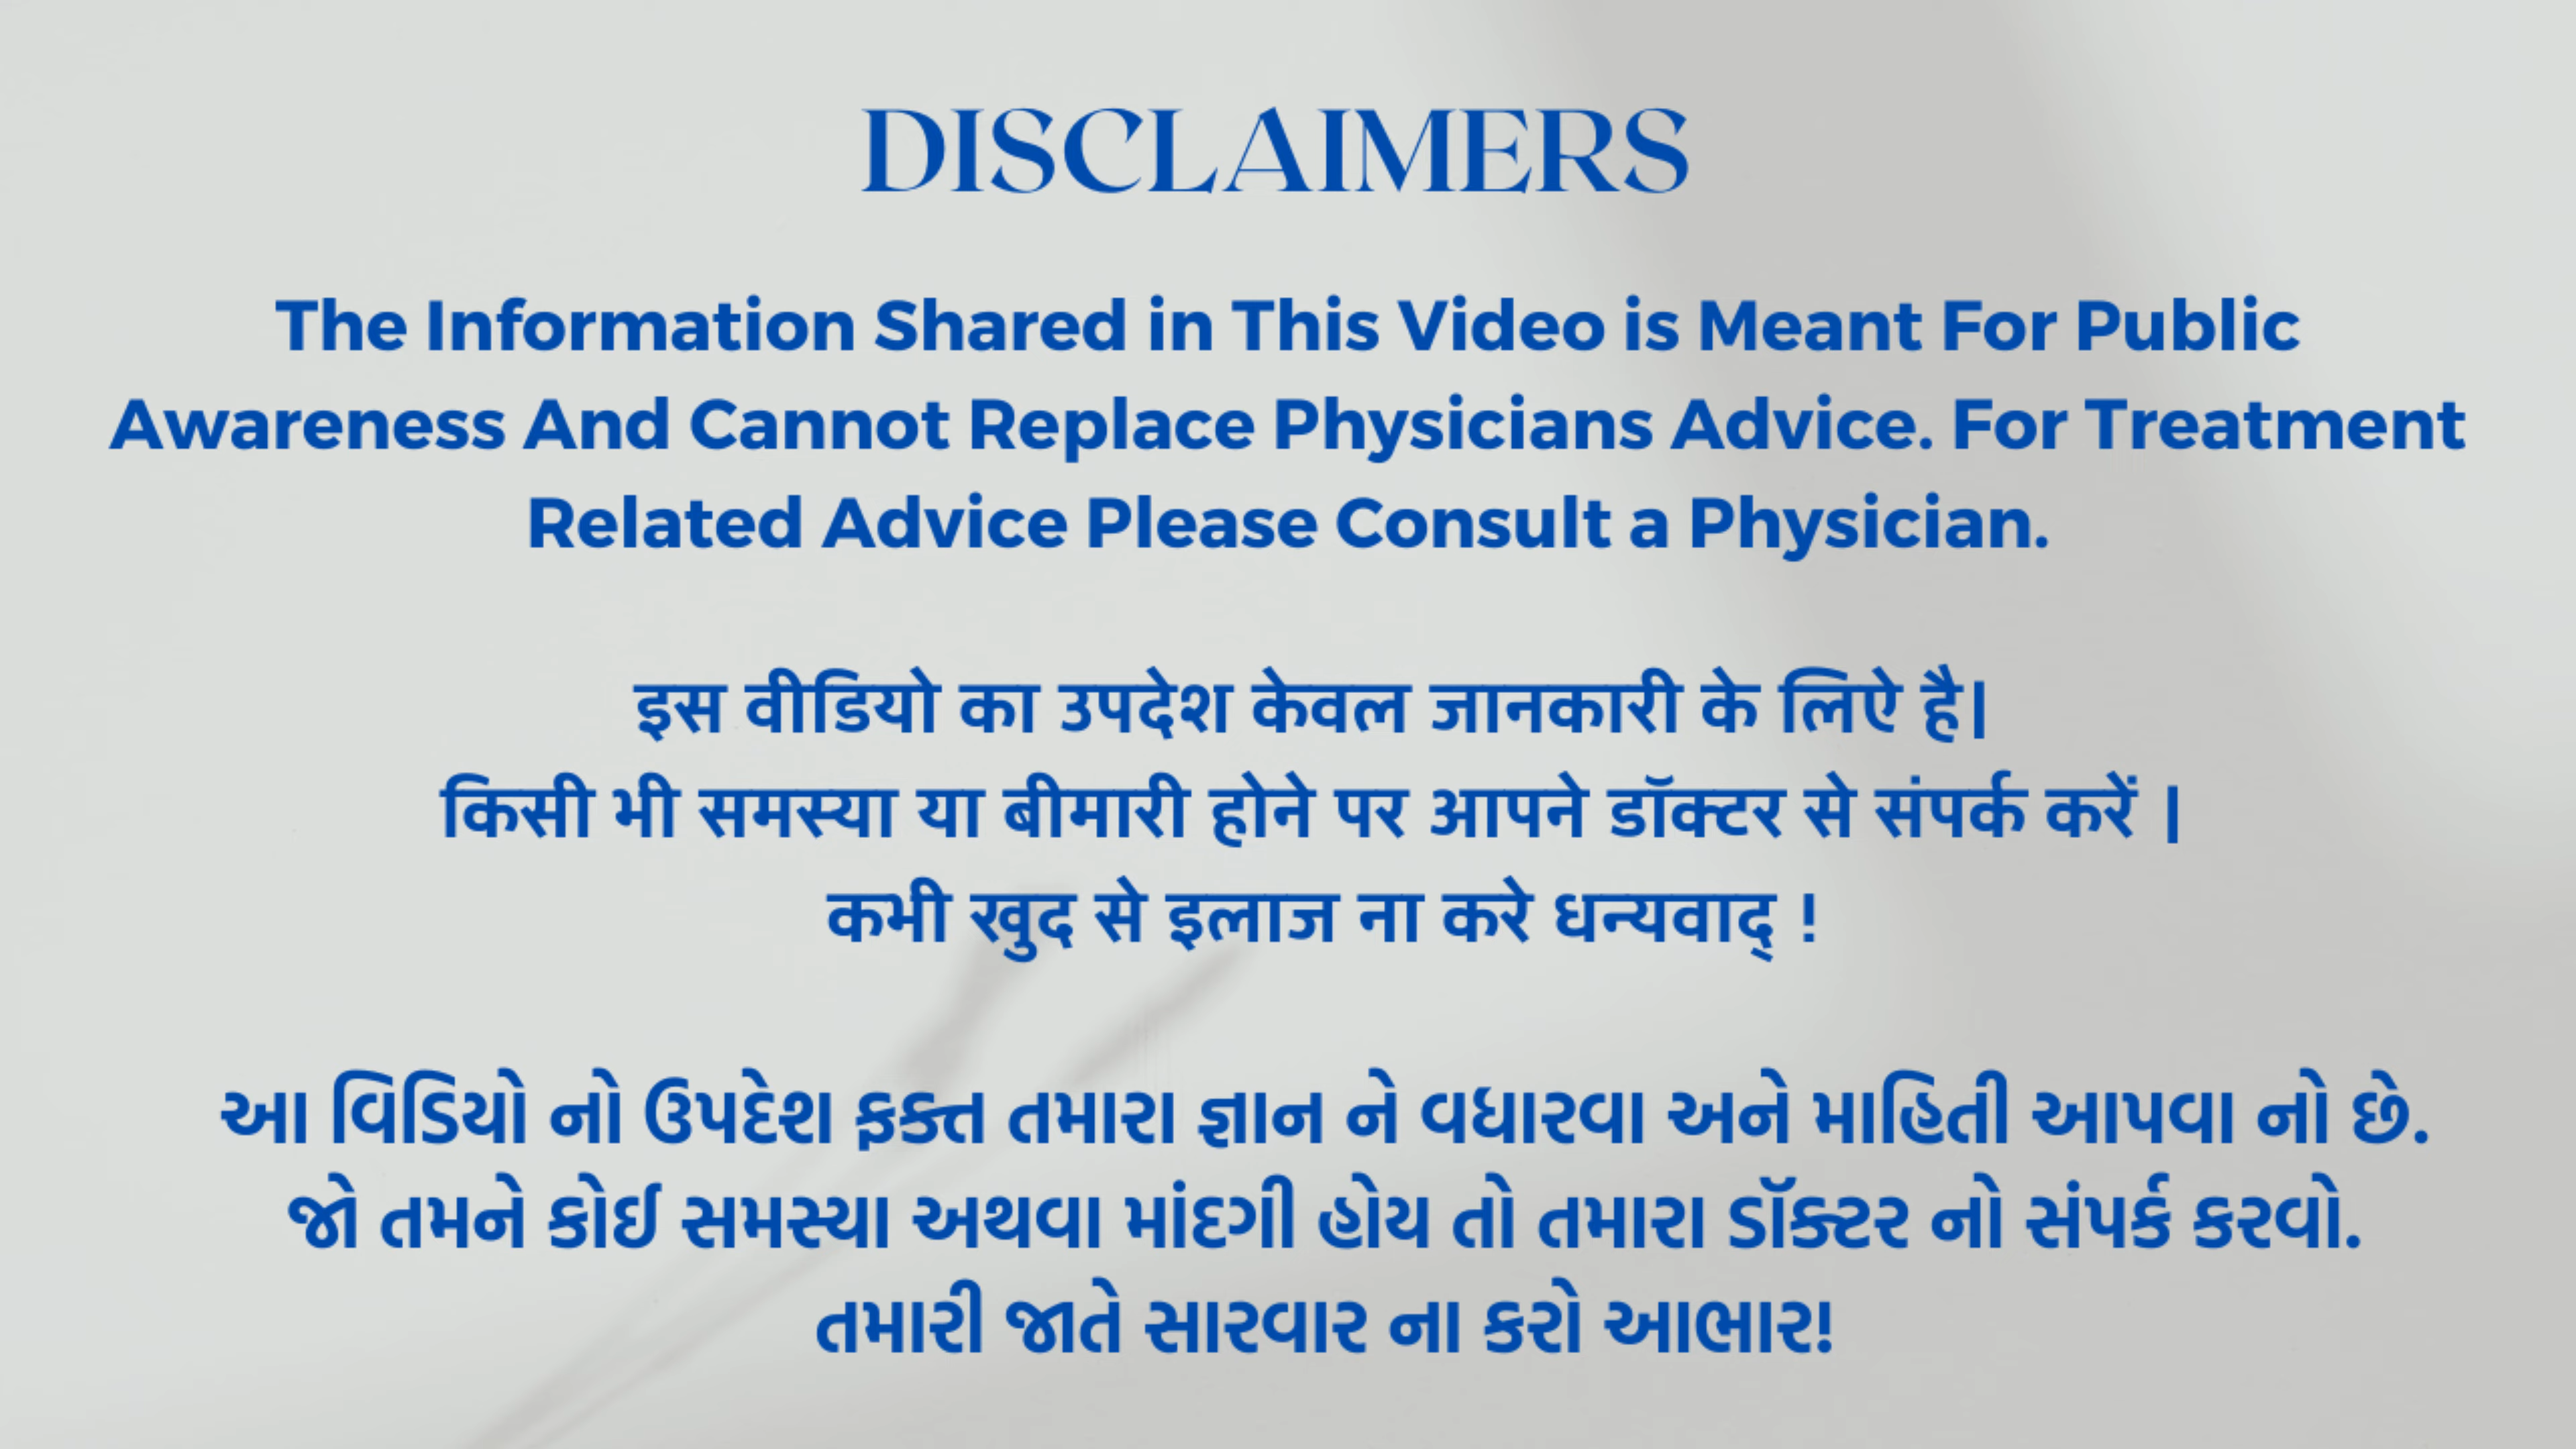 DISCLAIMERS
The Information Shared in This Video is Meant For Public
Awareness And Cannot Replace Physicians Advice. For Treatment
Related Advice Please Consult a Physician.
इस वीडियो का उपदेश केवल जानकारी के लिऐ है|
किसी भी समस्या या बीमारी होने पर आपने डॉक्टर से संपर्क करें |
कभी खुद से इलाज ना करे धन्यवाद् !
આ વિડિયો નો ઉપદેશ ફક્ત તમારા જ્ઞાન ને વધારવા અને માહિતી આપવા નો છે.
જો તમને કોઈ સમસ્યા અથવા માંદગી હોય તો તમારા ડૉક્ટર નો સંપર્ક કરવો.
તમારી જાતે સારવાર ના કરો આભાર!